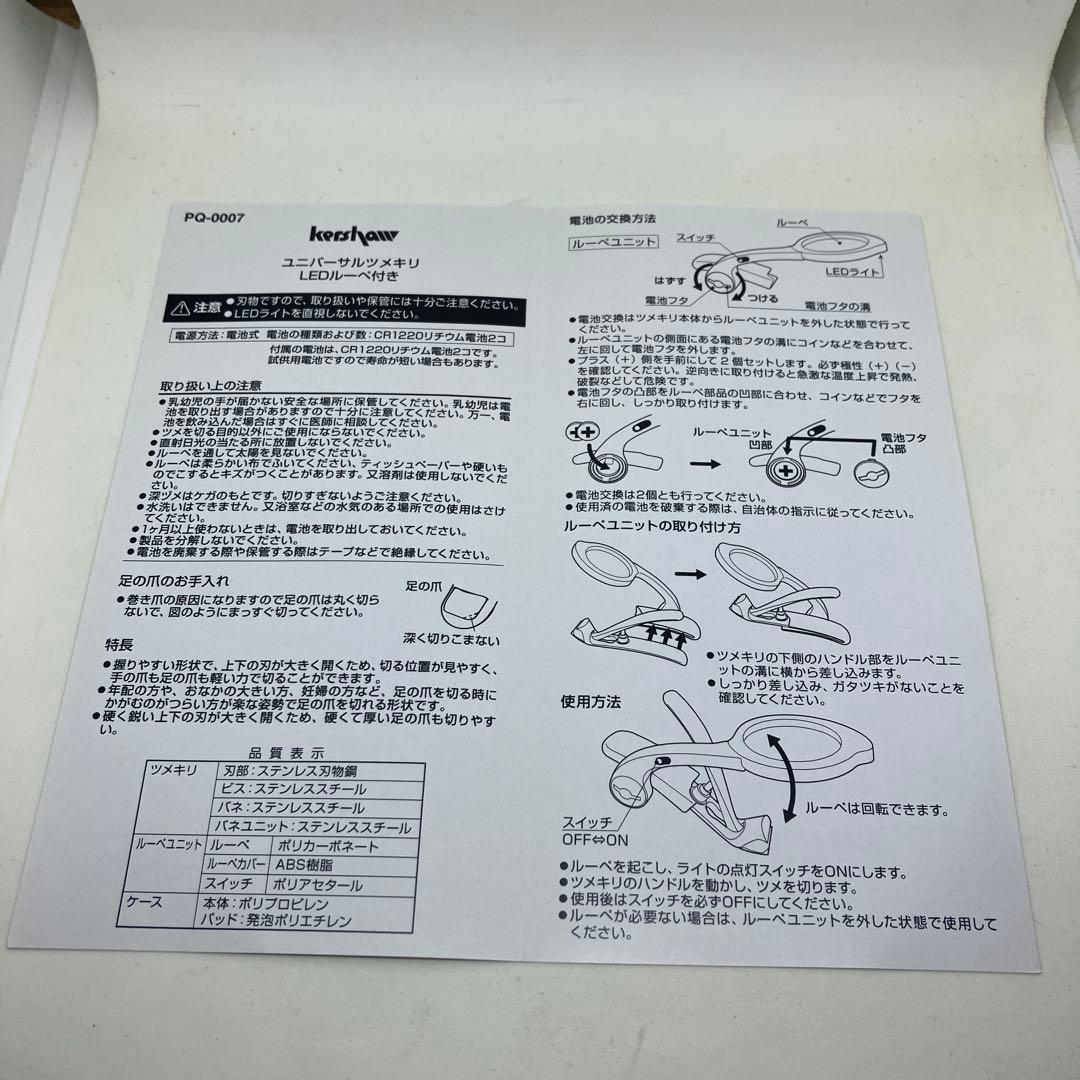 PQ-0007
kershaw
ユニバーサルツメキリ
LEDルーペ付き
注意
●刃物ですので、取り扱いや保管には十分ご注意ください。
●LEDライトを直視しないでください。
電源方法：電池式 電池の種類および数：CR1220リチウム電池2コ
付属の電池は、CR1220リチウム電池2コです。
試供用電池ですので寿命が短い場合もあります。
取り扱い上の注意
●乳幼児の手が届かない安全な場所に保管してください。乳幼児は電
池を取り出す場合がありますので十分に注意してください。万一、電
池を飲み込んだ場合はすぐに医師に相談してください。
●ツメを切る目的以外にご使用にならないでください。
●直射日光の当たる所に放置しないでください。
●ルーペを通して太陽を見ないでください。
●ルーペは柔らかい布でふいてください、ティッシュペーパーや硬いも
のでこするとキズがつくことがあります。又溶剤は使用しないでくだ
さい。
●深ヅメはケガのもとです。切りすぎないようご注意ください。
●水洗いはできません。又浴室などの水気のある場所での使用はさけ
てください。
●1ヶ月以上使わないときは、電池を取り出しておいてください。
●製品を分解しないでください。
●電池を廃棄する際や保管する際はテープなどで絶縁してください。
足の爪のお手入れ
●巻き爪の原因になりますので足の爪は丸く切ら
ないで、図のようにまっすぐ切ってください。
足の爪
深く切りこまない
特長
●握りやすい形状で、上下の刃が大きく開くため、切る位置が見やすく、
手の爪も足の爪も軽い力で切ることができます。
●年配の方や、おなかの大きい方、妊婦の方など、足の爪を切る時に
かがむのがつらい方が楽な姿勢で足の爪を切れる形状です。
●硬く鋭い上下の刃が大きく開くため、硬くて厚い足の爪も切りやす
い。
品質表示
ツメキリ 刃部：ステンレス刃物鋼
ビス：ステンレススチール
バネ：ステンレススチール
バネユニット：ステンレススチール
ルーペユニット ルーペ ポリカーボネート
ルーペカバー ABS樹脂
スイッチ ポリアセタール
ケース 本体：ポリプロピレン
パッド：発泡ポリエチレン
電池の交換方法
ルーペユニット
スイッチ
ルーペ
LEDライト
はずす
電池フタ
つける
電池フタの溝
●電池交換はツメキリ本体からルーペユニットを外した状態で行って
ください。
●ルーペユニットの側面にある電池フタの溝にコインなどを合わせて、
左に回して電池フタを外します。
●プラス（+）側を手前にして2個セットします。必ず極性（+）（−）
を確認してください。逆向きに取り付けると急激な温度上昇で発熱、
破裂などして危険です。
●電池フタの凸部をルーペ部品の凹部に合わせ、コインなどでフタを
右に回し、しっかり取り付けます。
ルーペユニット
凹部
電池フタ
凸部
●電池交換は2個とも行ってください。
●使用済の電池を破棄する際は、自治体の指示に従ってください。
ルーペユニットの取り付け方
●ツメキリの下側のハンドル部をルーペユニ
ットの溝に横から差し込みます。
●しっかり差し込み、ガタツキがないことを
確認してください。
使用方法
ルーペは回転できます。
スイッチ
OFF⇔ON
●ルーペを起こし、ライトの点灯スイッチをONにします。
●ツメキリのハンドルを動かし、ツメを切ります。
●使用後はスイッチを必ずOFFにしてください。
●ルーペが必要ない場合は、ルーペユニットを外した状態で使用して
ください。